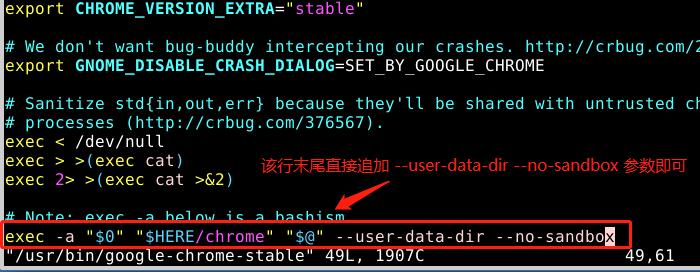 export CHROME_VERSION_EXTRA="stable"
# We don't want bug-buddy intercepting our crashes. http://crbug.com/2
export GNOME_DISABLE_CRASH_DIALOG=SET_BY_GOOGLE_CHROME
# Sanitize std{in,out,err} because they'll be shared with untrusted ch
# processes (http://crbug.com/376567).
exec < /dev/null
exec > >(exec cat)
该行末尾直接追加 --user-data-dir --no-sandbox 参数即可
exec 2> >(exec cat >&2)
# Note: exec -a below is a bashism
exec -a "$0" "$HERE/chrome" "$@" --user-data-dir --no-sandbox
"/usr/bin/google-chrome-stable" 49L, 1907C 49,61